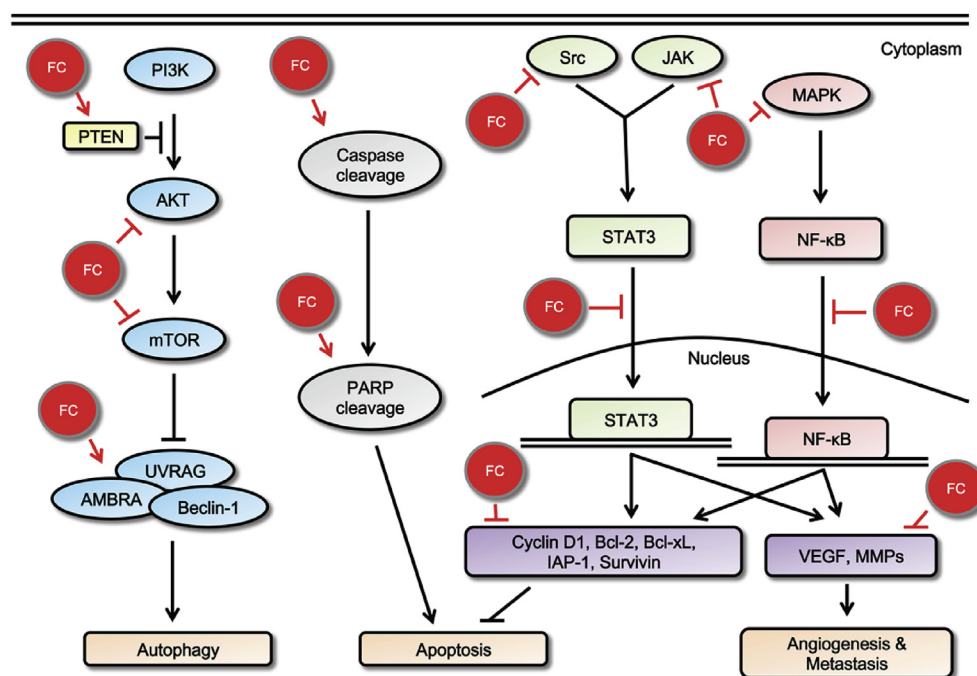 Cytoplasm
FC
PI3K
FC
Src
JAK
FC
FC
MAPK
PTEN
Caspase
cleavage
AKT
STAT3
NF-κB
FC
FC
FC
FC
mTOR
Nucleus
PARP
cleavage
STAT3
NF-κB
FC
UVRAG
AMBRA
Beclin-1
FC
FC
Cyclin D1, Bcl-2, Bcl-xL,
IAP-1, Survivin
VEGF, MMPs
Autophagy
Apoptosis
Angiogenesis &
Metastasis